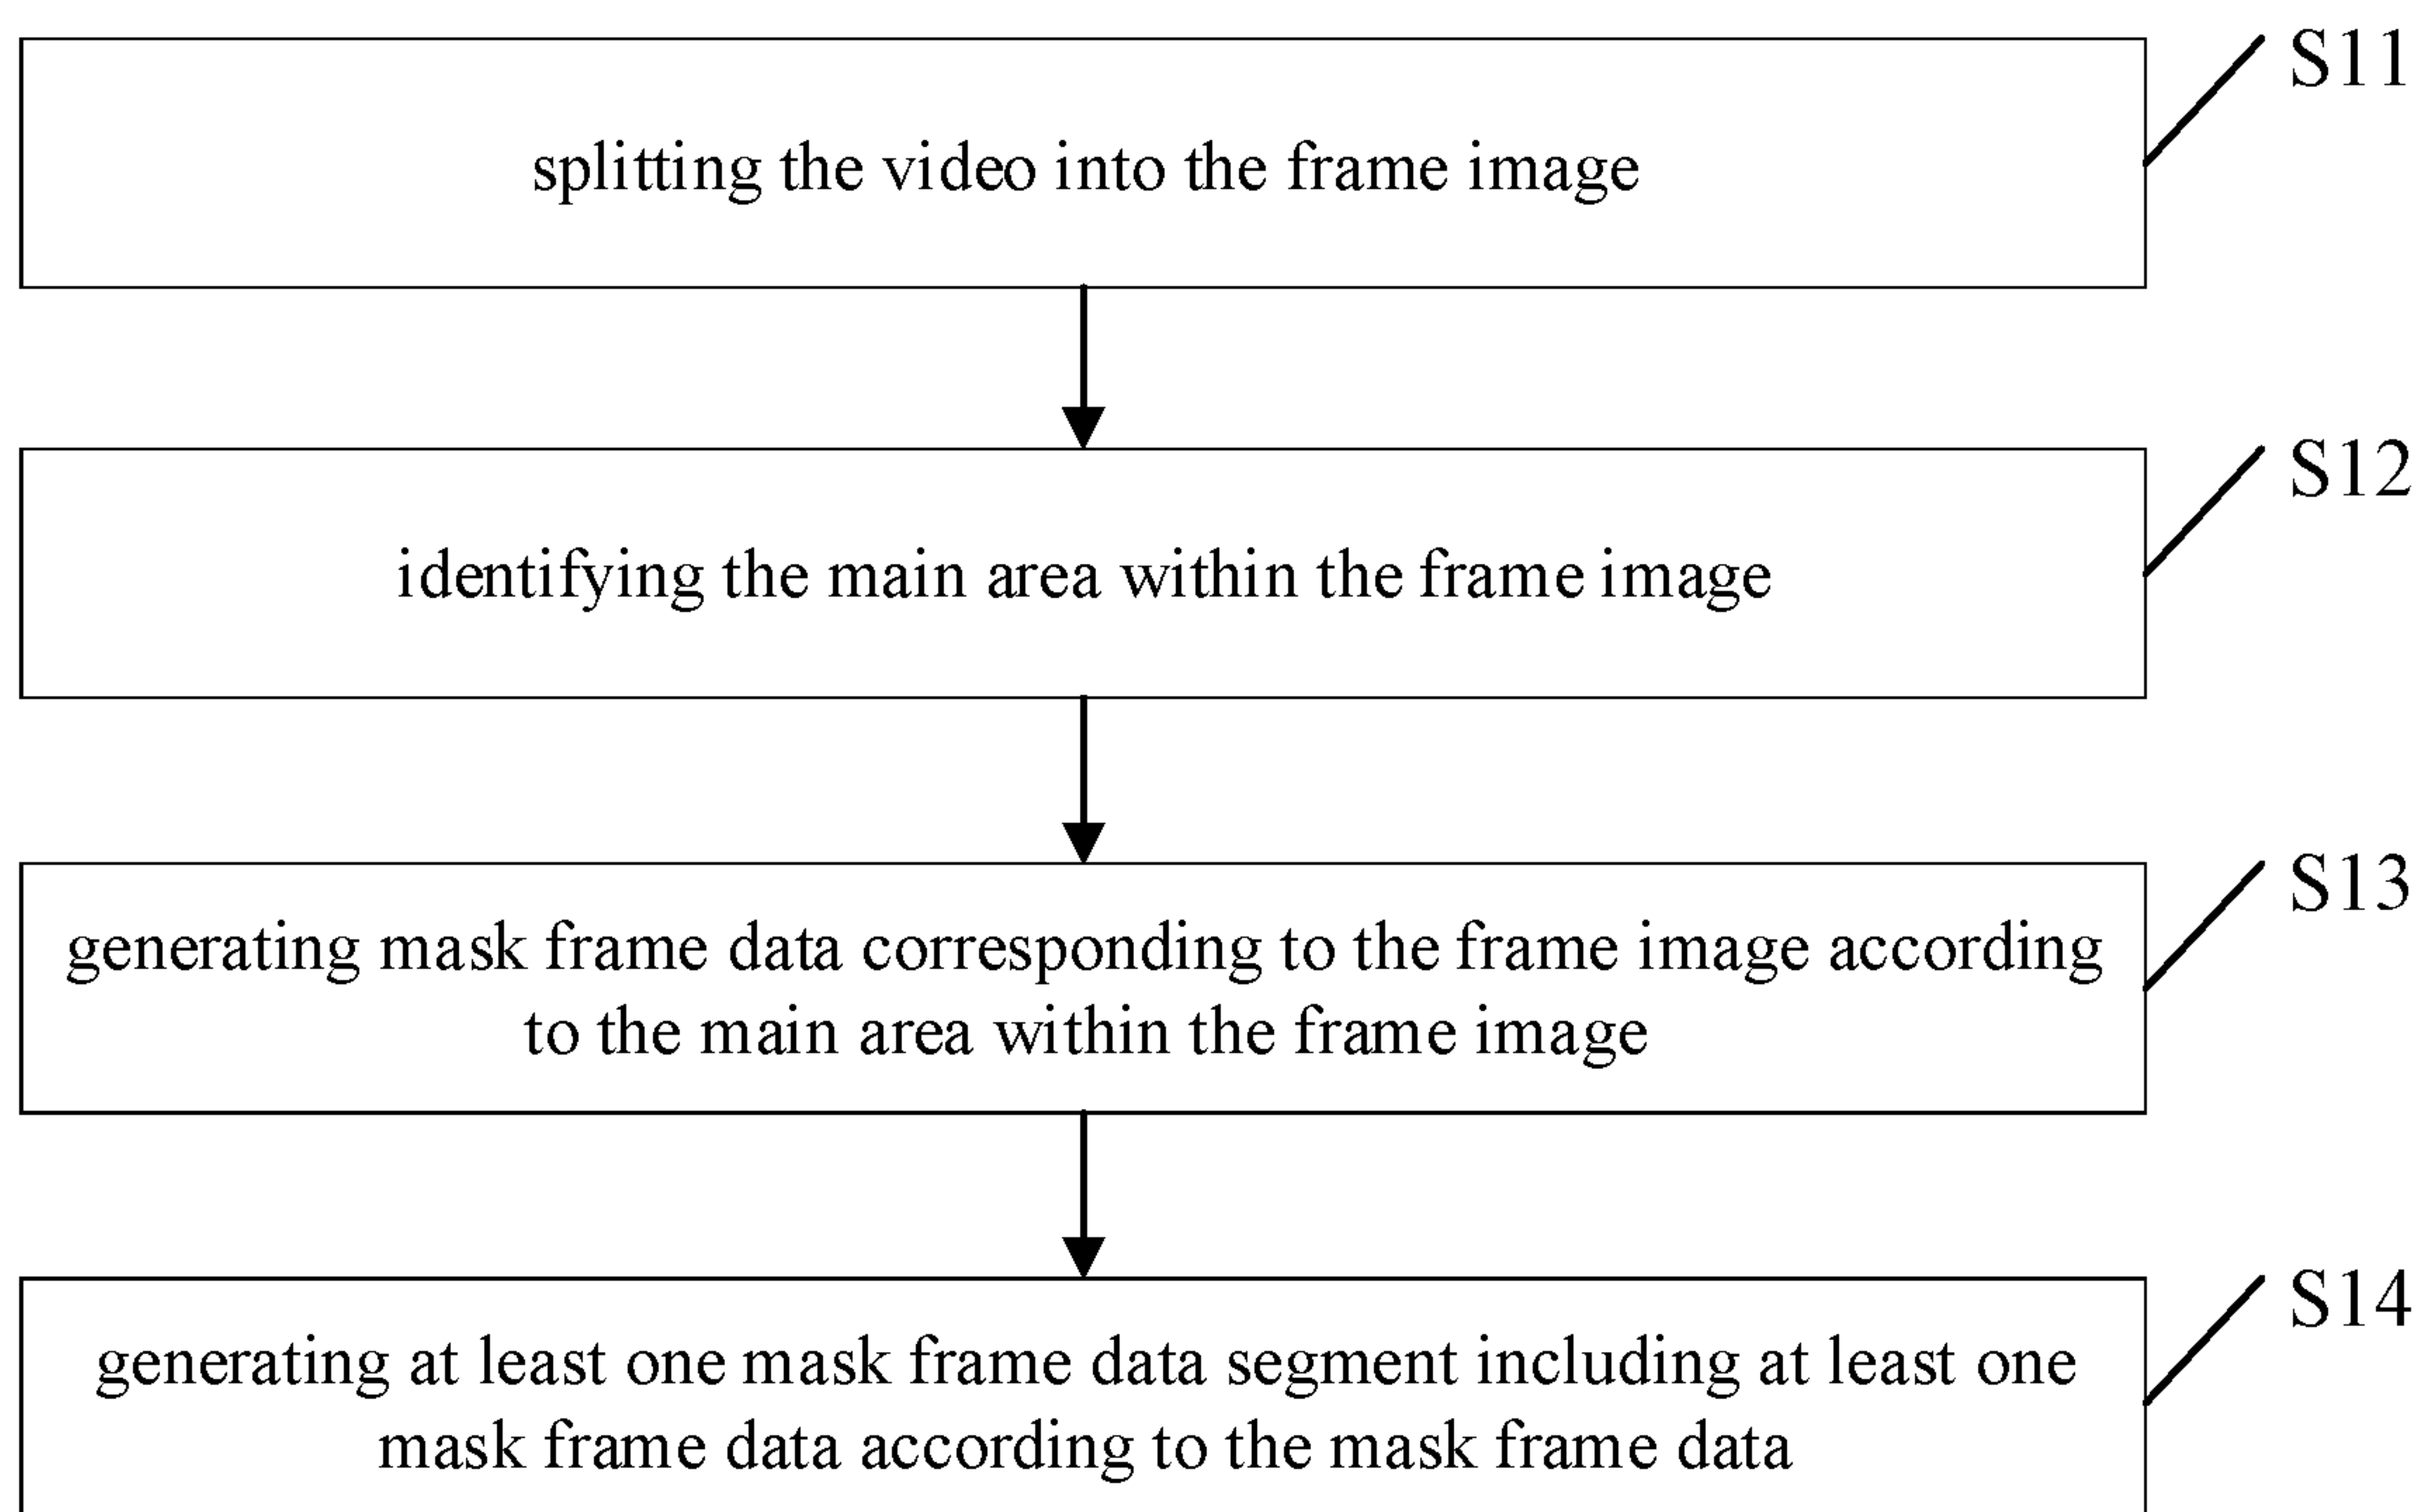 S11
splitting the video into the frame image
S12
identifying the main area within the frame image
S13
generating mask frame data corresponding to the frame image according
to the main area within the frame image
S14
generating at least one mask frame data segment including at least one
mask frame data according to the mask frame data